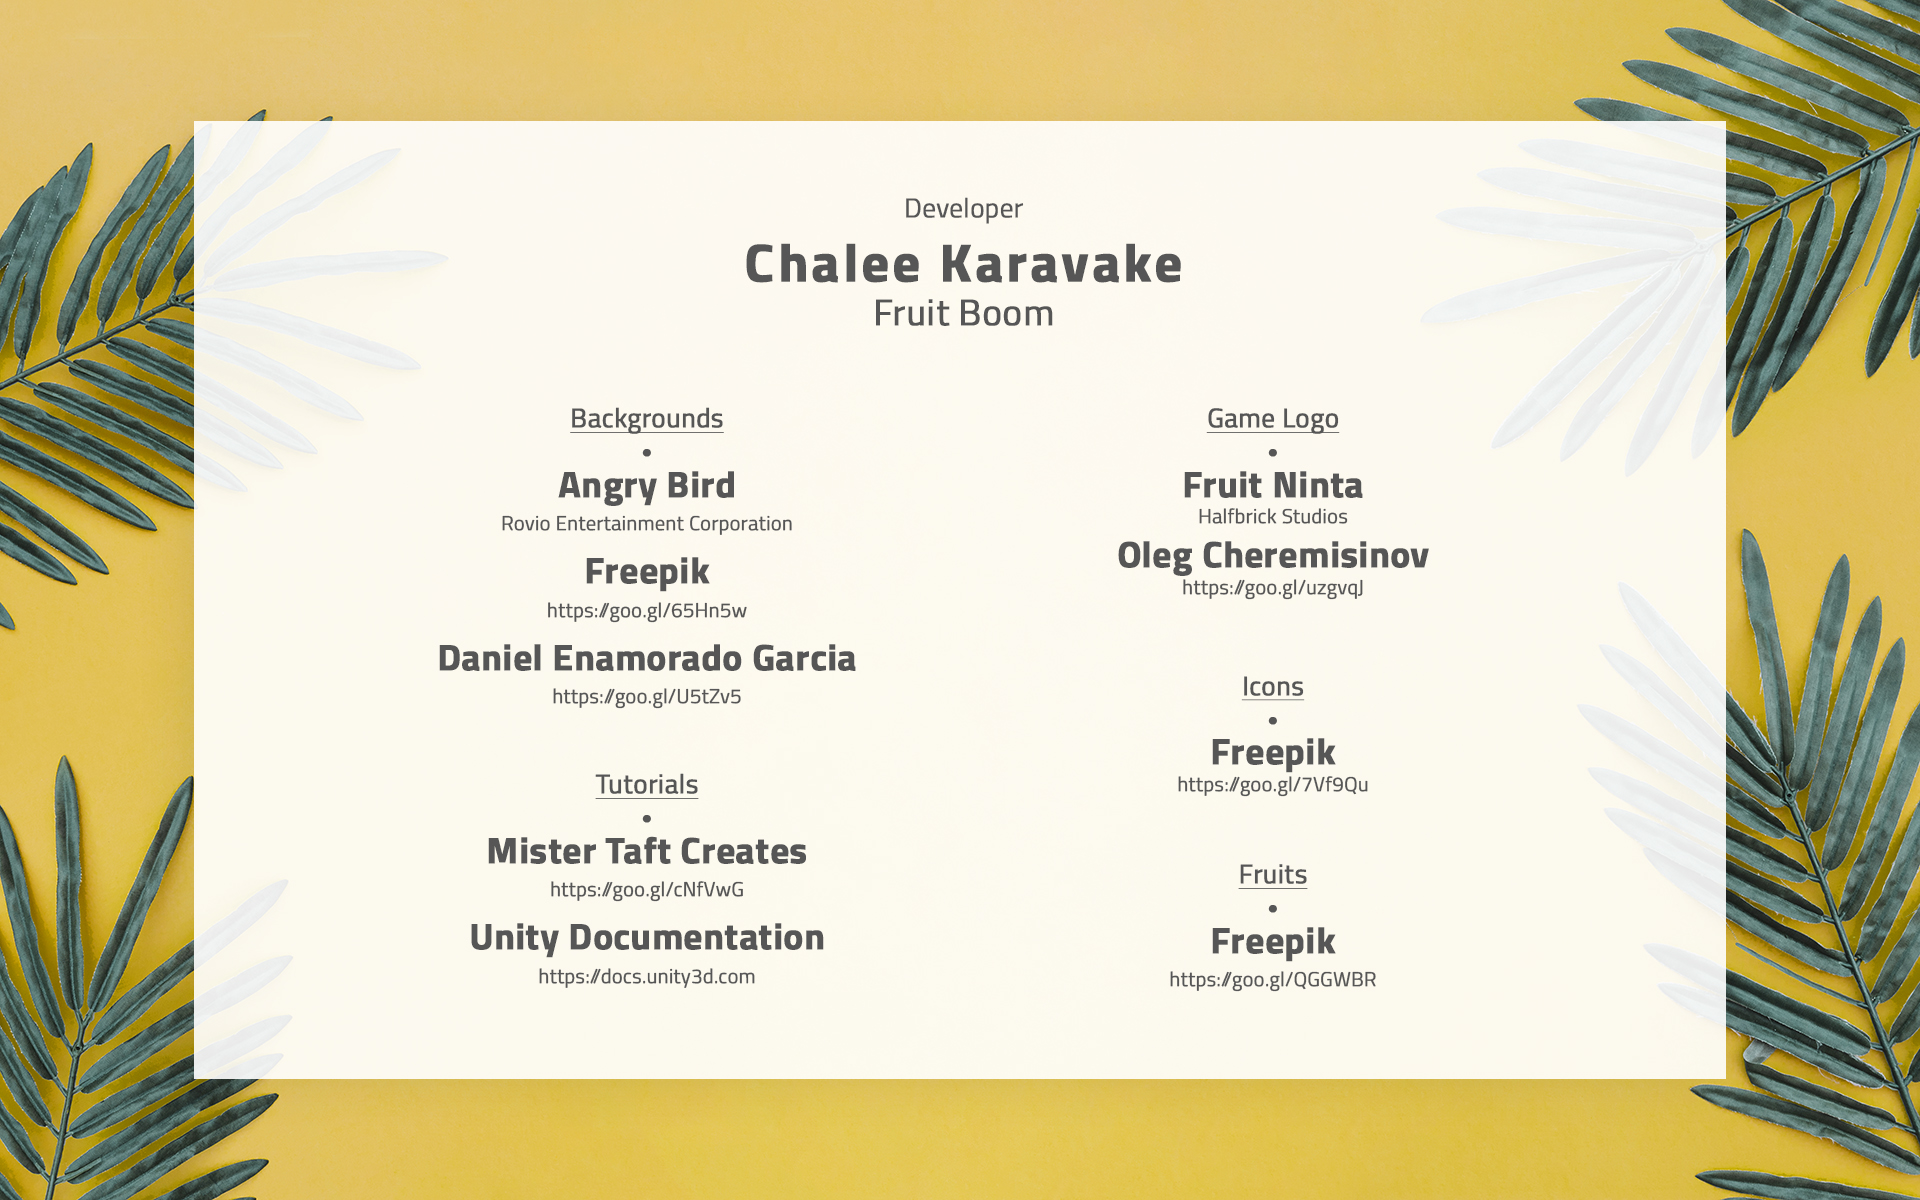 Developer
Chalee Karavake
Fruit Boom
Backgrounds
•
Angry Bird
Rovio Entertainment Corporation
Freepik
https://goo.gl/65Hn5w
Daniel Enamorado Garcia
https://goo.gl/U5tZv5
Tutorials
•
Mister Taft Creates
https://goo.gl/cNfVwG
Unity Documentation
https://docs.unity3d.com
Game Logo
•
Fruit Ninta
Halfbrick Studios
Oleg Cheremisinov
https://goo.gl/uzgvqJ
Icons
•
Freepik
https://goo.gl/7Vf9Qu
Fruits
•
Freepik
https://goo.gl/QGGWBR